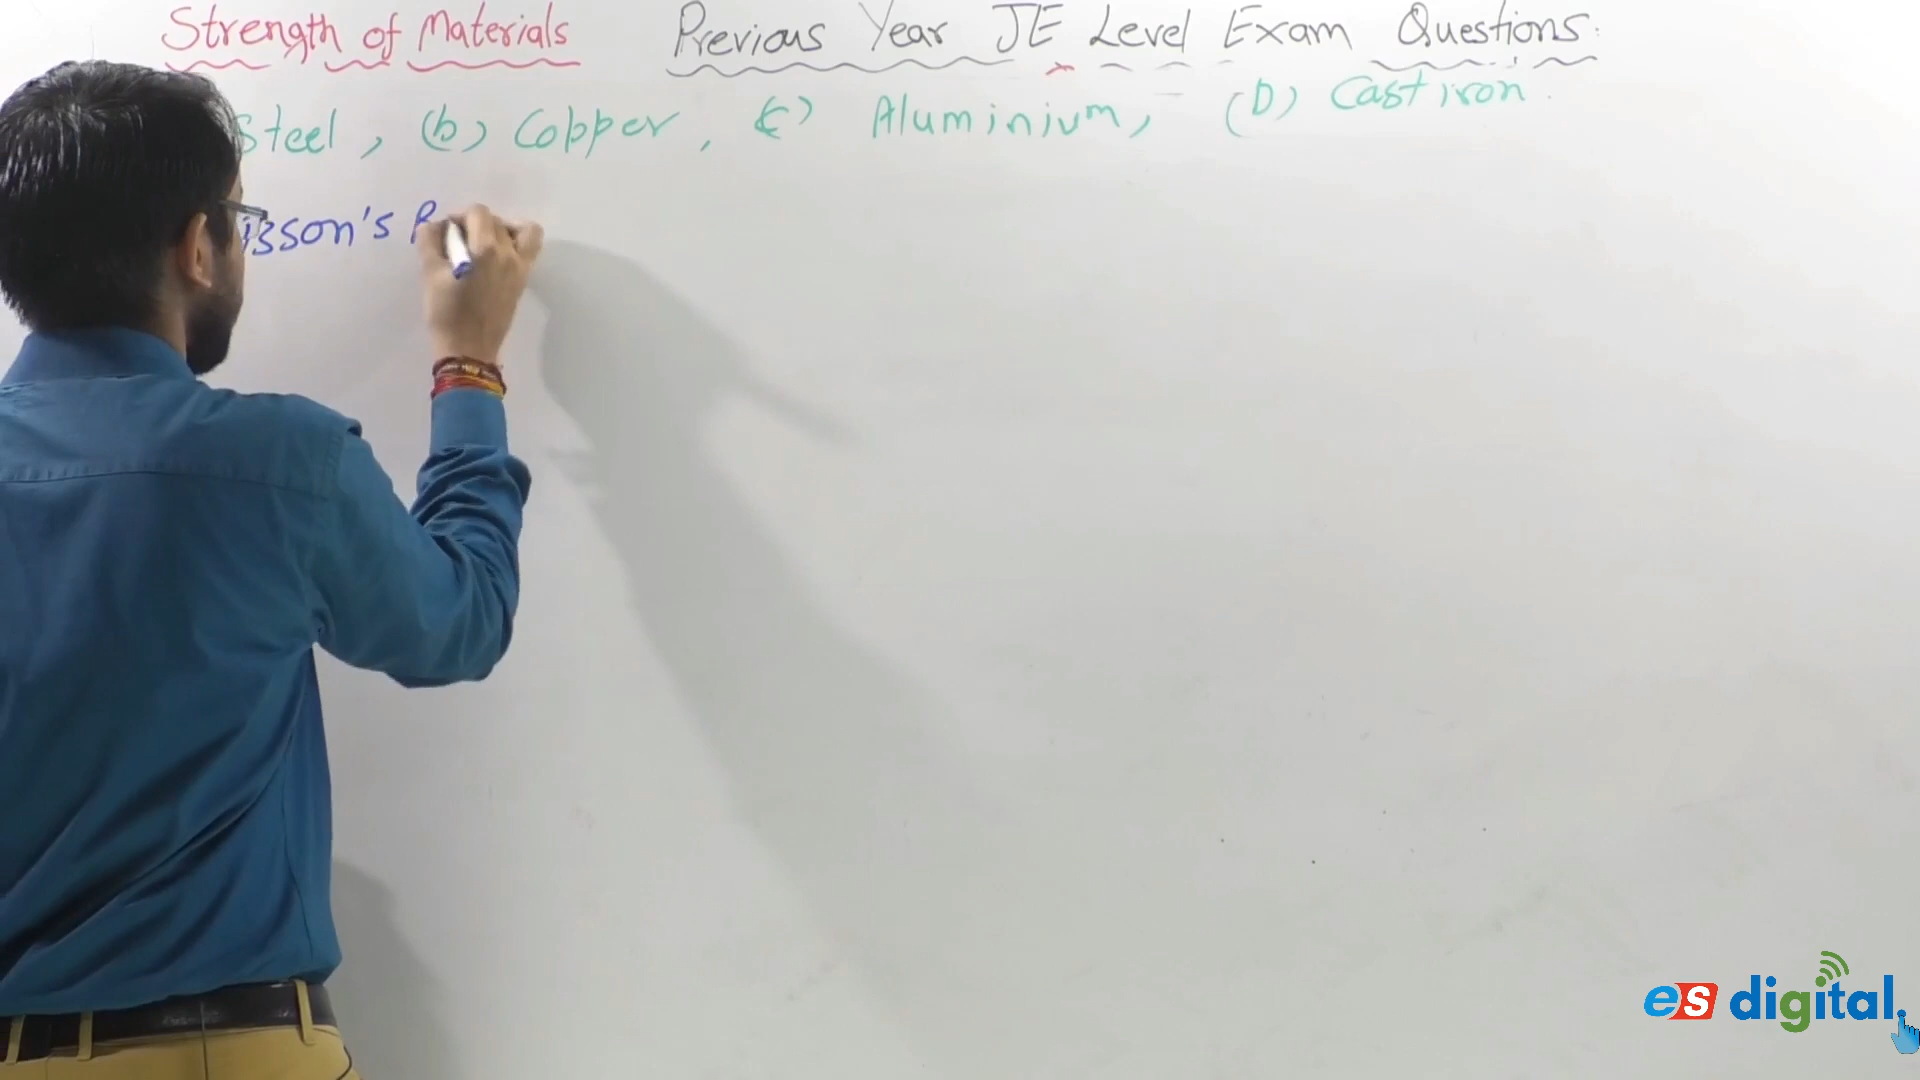 Strength of Materials Previous Year JE Level Exam Questions.
Steel, (b) Copper, (c) Aluminium, (D) Cast iron.
isson's
es digital.